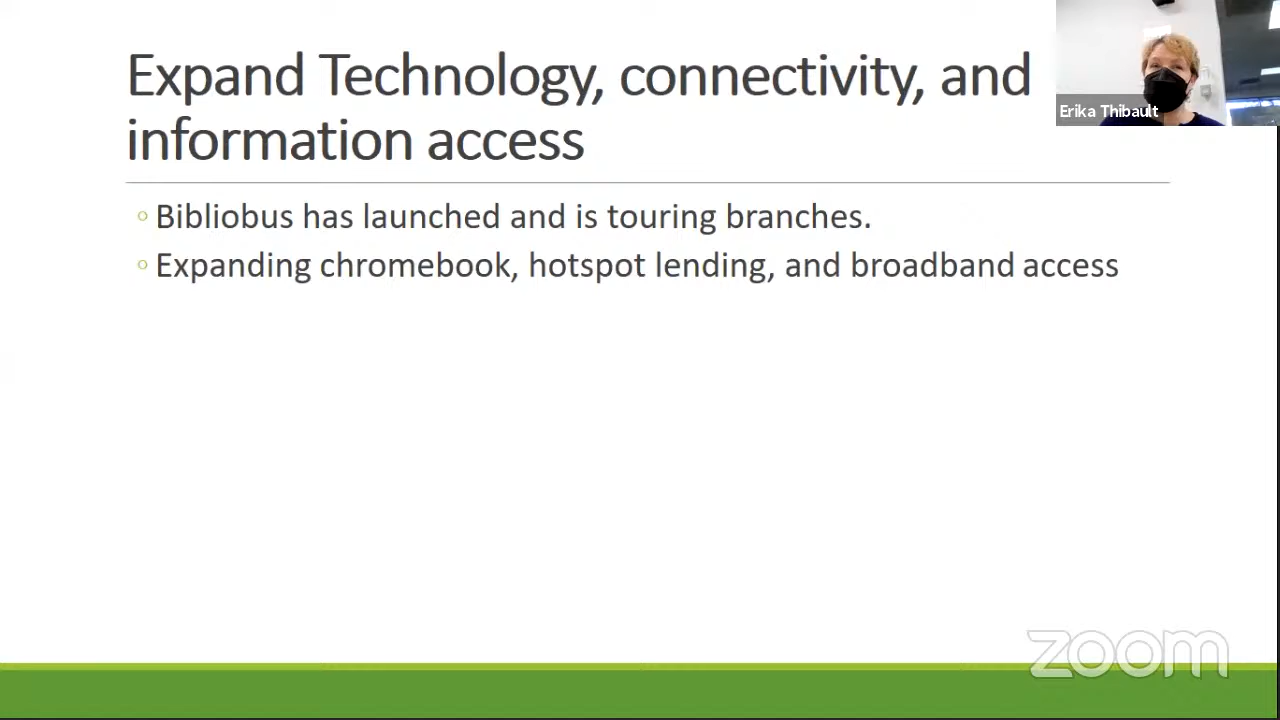 Expand Technology, connectivity, and
information access
Erika Thibault
Bibliobus has launched and is touring branches.
Expanding chromebook, hotspot lending, and broadband access
zoom